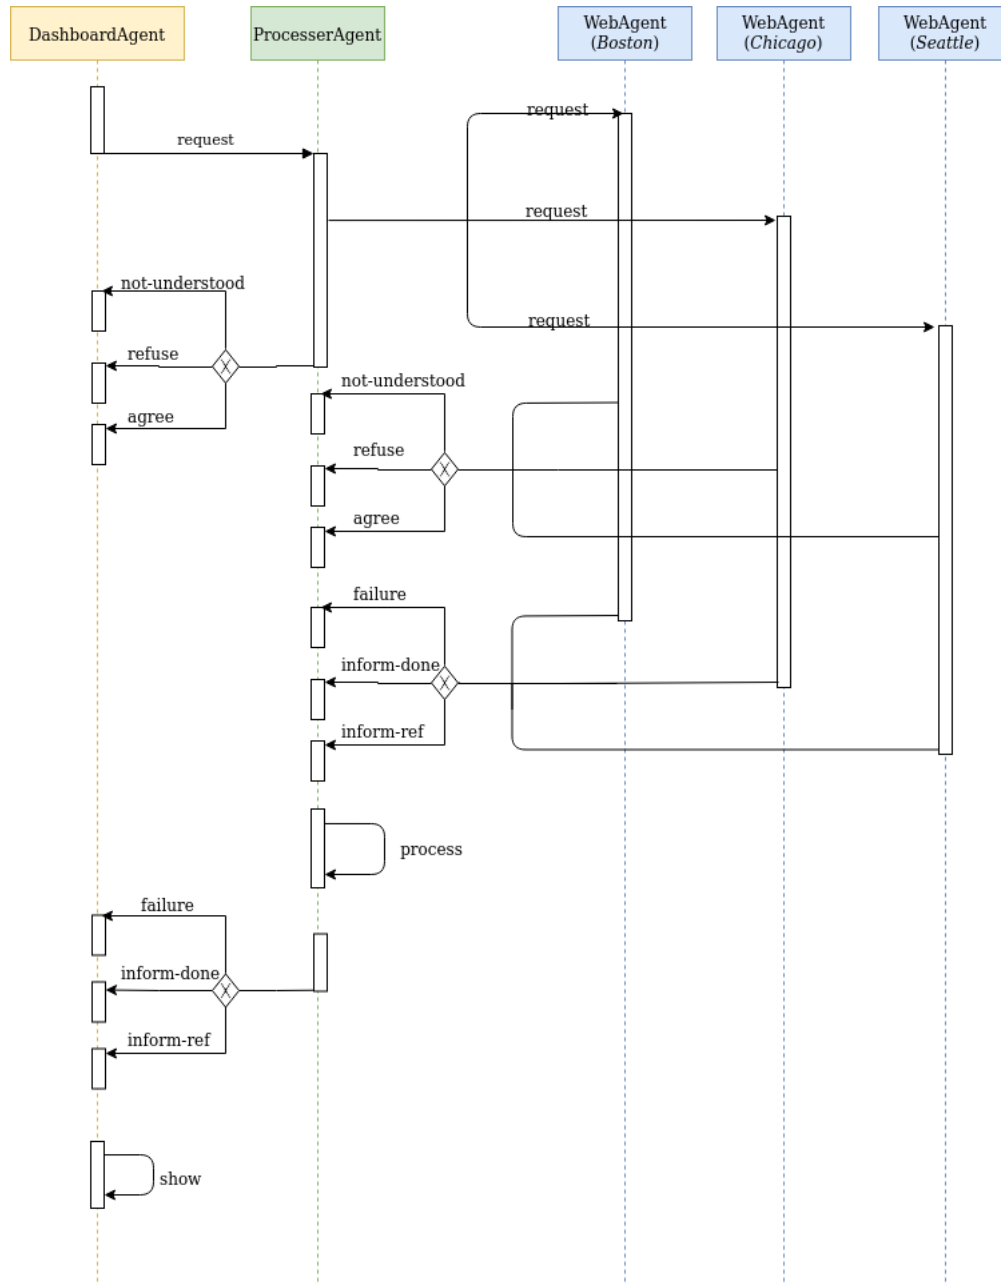 DashboardAgent
ProcesserAgent
WebAgent
(Boston)
WebAgent
(Chicago)
WebAgent
(Seattle)
request
request
request
request
not-understood
refuse
agree
not-understood
refuse
agree
failure
inform-done
inform-ref
process
failure
inform-done
inform-ref
show
X
X
X
X